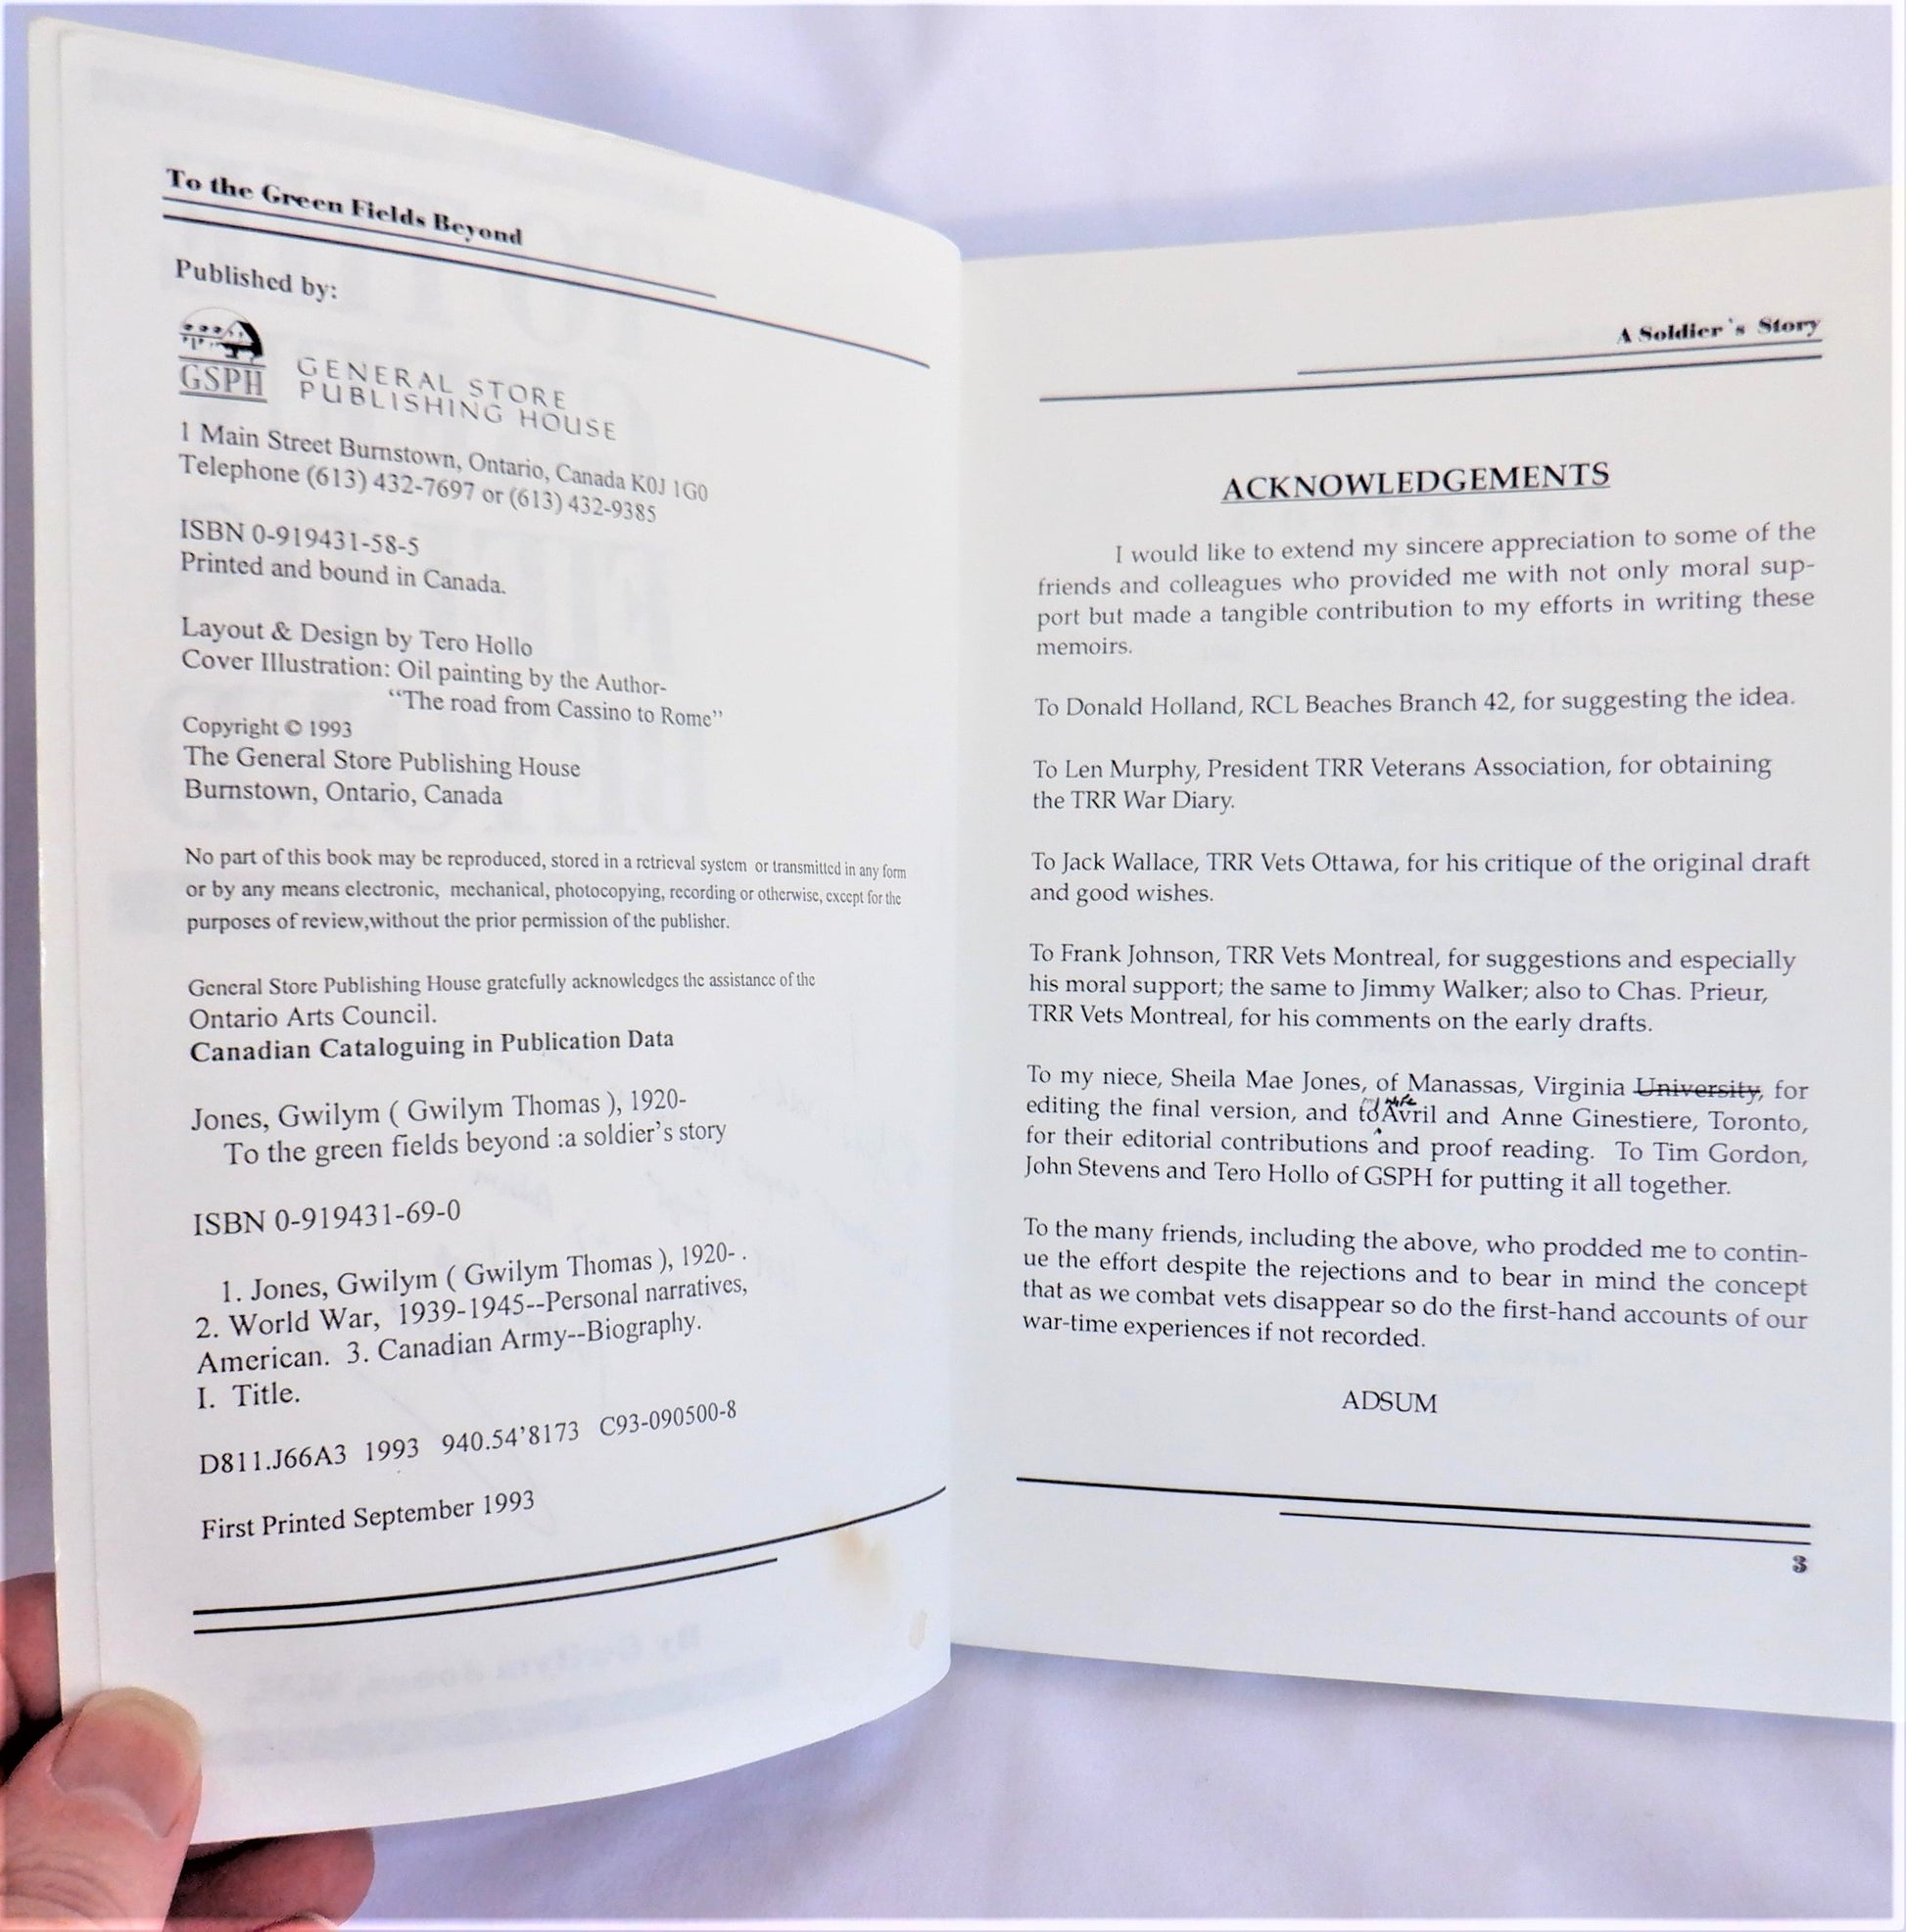 To the Green Fields Beyond
Published by:
GSPH
GENERAL STORE
PUBLISHING HOUSE
1 Main Street Burnstown, Ontario, Canada K0J 1G0
Telephone (613) 432-7697 or (613) 432-9385
ISBN 0-919431-58-5
Printed and bound in Canada.
Layout & Design by Tero Hollo
Cover Illustration: Oil painting by the Author-
“The road from Cassino to Rome”
Copyright © 1993
The General Store Publishing House
Burnstown, Ontario, Canada
No part of this book may be reproduced, stored in a retrieval system or transmitted in any form
or by any means electronic, mechanical, photocopying, recording or otherwise, except for the
purposes of review,without the prior permission of the publisher.
General Store Publishing House gratefully acknowledges the assistance of the
Ontario Arts Council.
Canadian Cataloguing in Publication Data
Jones, Gwilym ( Gwilym Thomas ), 1920-
To the green fields beyond :a soldier’s story
ISBN 0-919431-69-0
1. Jones, Gwilym ( Gwilym Thomas ), 1920- .
2. World War, 1939-1945--Personal narratives,
American. 3. Canadian Army--Biography.
I. Title.
D811.J66A3 1993 940.54’8173 C93-090500-8
First Printed September 1993
A Soldier's Story
ACKNOWLEDGEMENTS
I would like to extend my sincere appreciation to some of the
friends and colleagues who provided me with not only moral sup-
port but made a tangible contribution to my efforts in writing these
memoirs.
To Donald Holland, RCL Beaches Branch 42, for suggesting the idea.
To Len Murphy, President TRR Veterans Association, for obtaining
the TRR War Diary.
To Jack Wallace, TRR Vets Ottawa, for his critique of the original draft
and good wishes.
To Frank Johnson, TRR Vets Montreal, for suggestions and especially
his moral support; the same to Jimmy Walker; also to Chas. Prieur,
TRR Vets Montreal, for his comments on the early drafts.
To my niece, Sheila Mae Jones, of Manassas, Virginia University, for
my wife
editing the final version, and to Avril and Anne Ginestiere, Toronto,
for their editorial contributions and proof reading. To Tim Gordon,
John Stevens and Tero Hollo of GSPH for putting it all together.
To the many friends, including the above, who prodded me to contin-
ue the effort despite the rejections and to bear in mind the concept
that as we combat vets disappear so do the first-hand accounts of our
war-time experiences if not recorded.
ADSUM
3